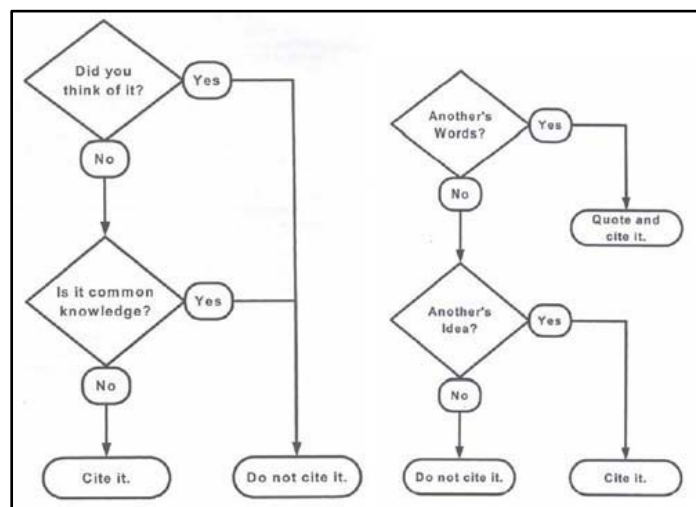 Did you
think of it?
Yes
No
Is it common
knowledge?
Yes
No
Cite it.
Do not cite it.
Another's
Words?
Yes
No
Quote and
cite it.
Another's
Idea?
Yes
No
Do not cite it.
Cite it.